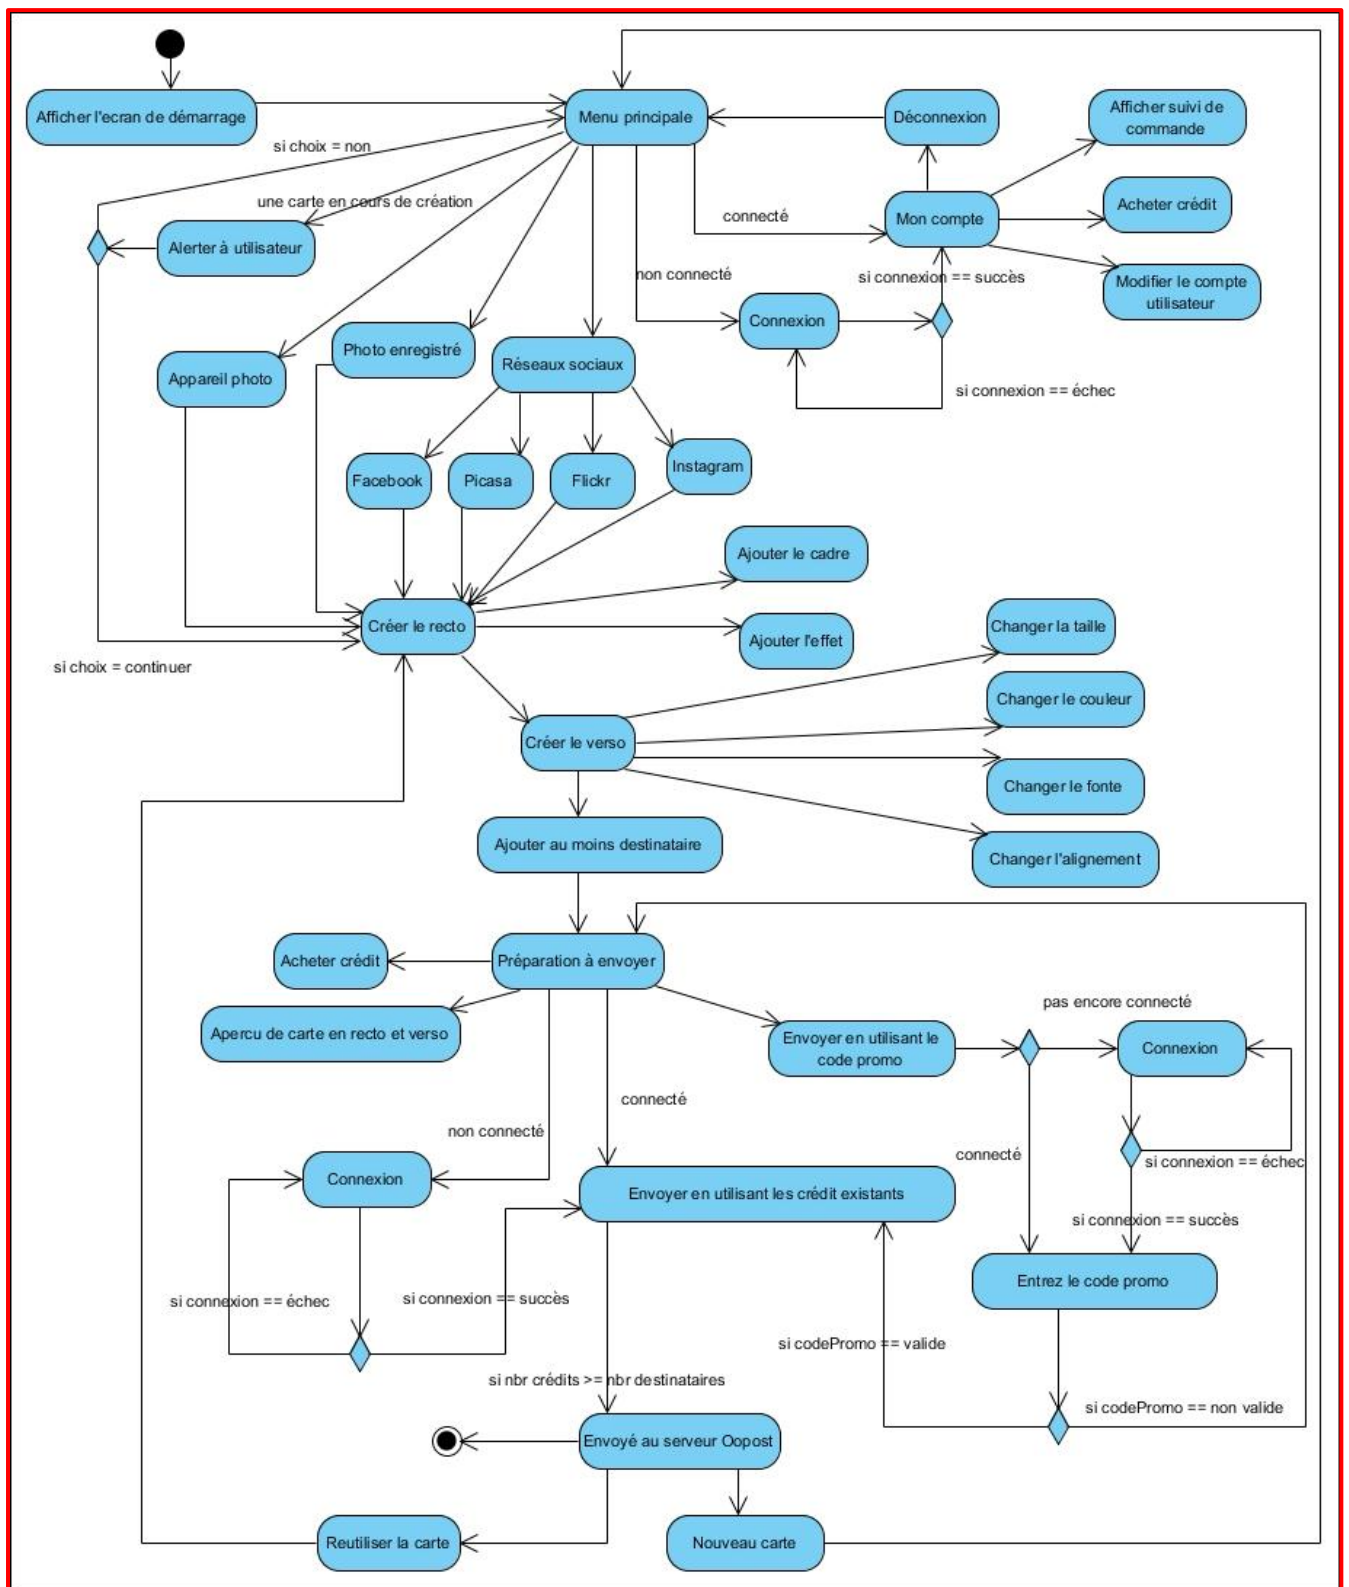 Afficher l'ecran de démarrage
Menu principale
Déconnexion
Afficher suivi de
commande
si choix = non
une carte en cours de création
Alerter à utilisateur
connecté
Mon compte
Acheter crédit
non connecté
si connexion == succès
Modifier le compte
utilisateur
Connexion
Photo enregistré
Appareil photo
Réseaux sociaux
si connexion == échec
Facebook
Picasa
Flickr
Instagram
Ajouter le cadre
Créer le recto
Ajouter l'effet
Changer la taille
si choix = continuer
Changer le couleur
Créer le verso
Changer le fonte
Ajouter au moins destinataire
Changer l'alignement
Acheter crédit
Préparation à envoyer
pas encore connecté
Apercu de carte en recto et verso
Envoyer en utilisant le
code promo
Connexion
connecté
non connecté
connecté
si connexion == échec
Connexion
Envoyer en utilisant les crédit existants
si connexion == succès
Entrez le code promo
si connexion == échec
si connexion == succès
si codePromo == valide
si nbr crédits >= nbr destinataires
si codePromo == non valide
Envoyé au serveur Oopost
Reutiliser la carte
Nouveau carte